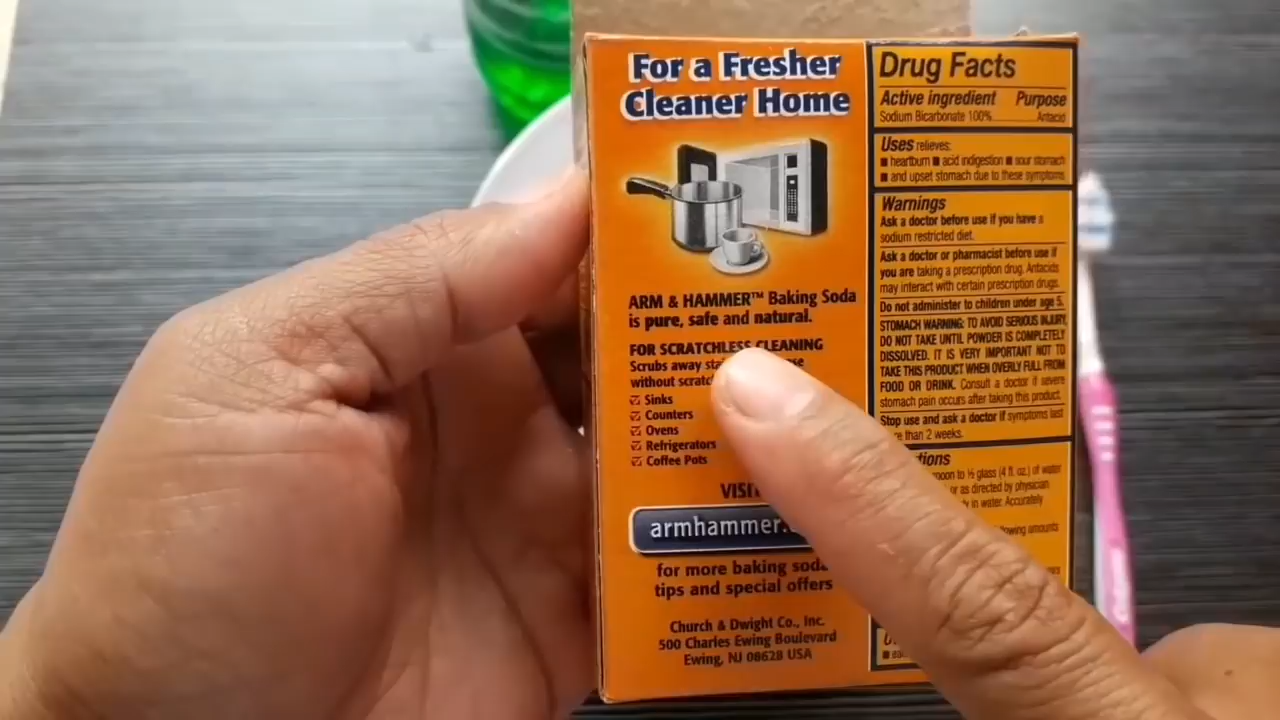 For a Fresher
Cleaner Home
ARM & HAMMER™ Baking Soda
is pure, safe and natural.
FOR SCRATCHLESS CLEANING
Scrubs away
without
☑ Sinks
☑ Counters
☑ Ovens
☑ Refrigerators
☑ Coffee Pots
armhammer.
for more baking soda
tips and special offers
Church & Dwight Co., Inc.
500 Charles Ewing Boulevard
Ewing, NJ 08628 USA
Drug Facts
Active ingredient Purpose
Sodium Bicarbonate 100% Antacid
Uses relieves:
■ heartburn ■ acid indigestion ■ sour stomach
■ and upset stomach due to these symptoms
Warnings
Ask a doctor before use if you have a
sodium restricted diet.
Ask a doctor or pharmacist before use if
you are taking a prescription drug. Antacids
may interact with certain prescription drugs.
Do not administer to children under age 5.
STOMACH WARNING: TO AVOID SERIOUS INJURY,
DO NOT TAKE UNTIL POWDER IS COMPLETELY
DISSOLVED. IT IS VERY IMPORTANT NOT TO
TAKE THIS PRODUCT WHEN OVERLY FULL FROM
FOOD OR DRINK. Consult a doctor if severe
stomach pain occurs after taking this product.
Stop use and ask a doctor if symptoms last
than 2 weeks.
to ½ glass (4 fl. oz.) of water
or as directed by physician
in water. Accurately
amounts